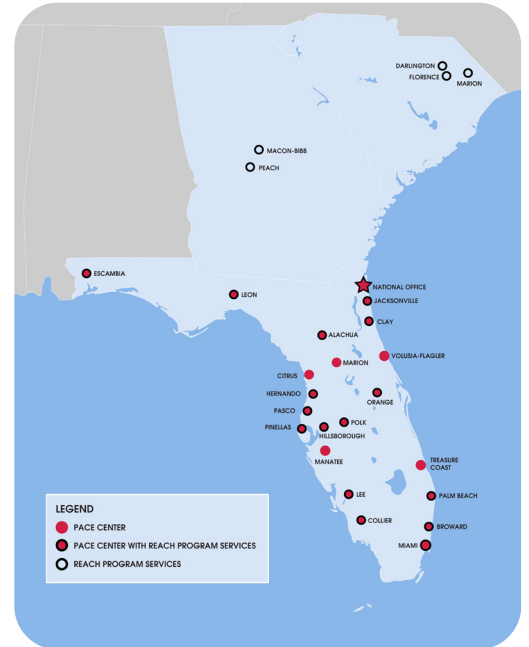 DARLINGTON
FLORENCE
MARION
MACON-BIBB
PEACH
ESCAMBIA
LEON
NATIONAL OFFICE
JACKSONVILLE
CLAY
ALACHUA
MARION
VOLUSIA-FLAGLER
CITRUS
HERNANDO
ORANGE
PASCO
POLK
PINELLAS
HILLSBOROUGH
MANATEE
TREASURE
COAST
LEE
PALM BEACH
COLLIER
BROWARD
MIAMI
LEGEND
PACE CENTER
PACE CENTER WITH REACH PROGRAM SERVICES
REACH PROGRAM SERVICES